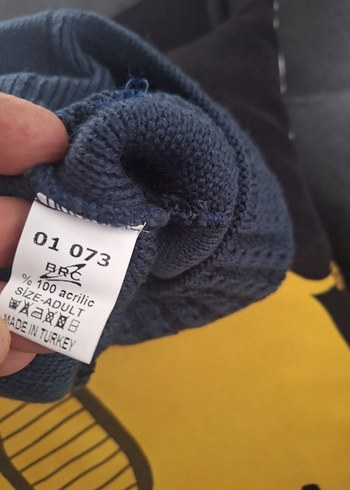 01 073
BRC
% 100 acrilic
SIZE-ADULT
MADE IN TURKEY